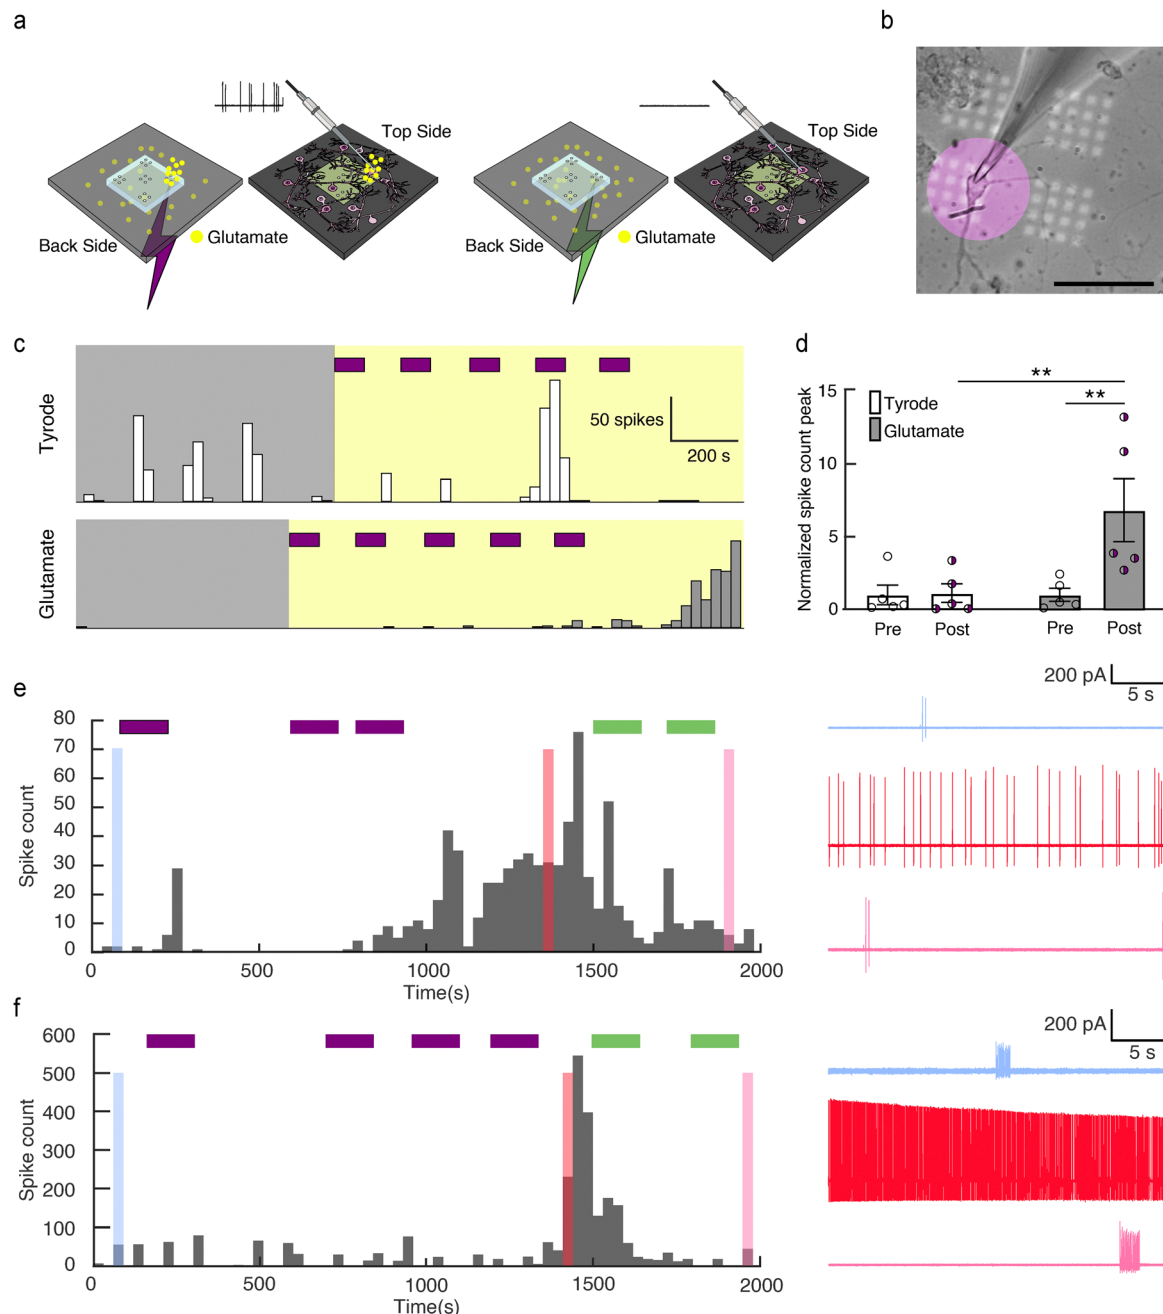 a
b
Top Side
Top Side
Back Side
Glutamate
Back Side
Glutamate
c
d
Tyrode
50 spikes
200 s
Glutamate
Normalized spike count peak
15
10
5
0
Tyrode
Glutamate
**
**
Pre
Post
Pre
Post
e
Spike count
80
70
60
50
40
30
20
10
0
0
500
1000
1500
2000
Time(s)
200 pA
5 s
f
Spike count
600
500
400
300
200
100
0
0
500
1000
1500
2000
Time(s)
200 pA
5 s